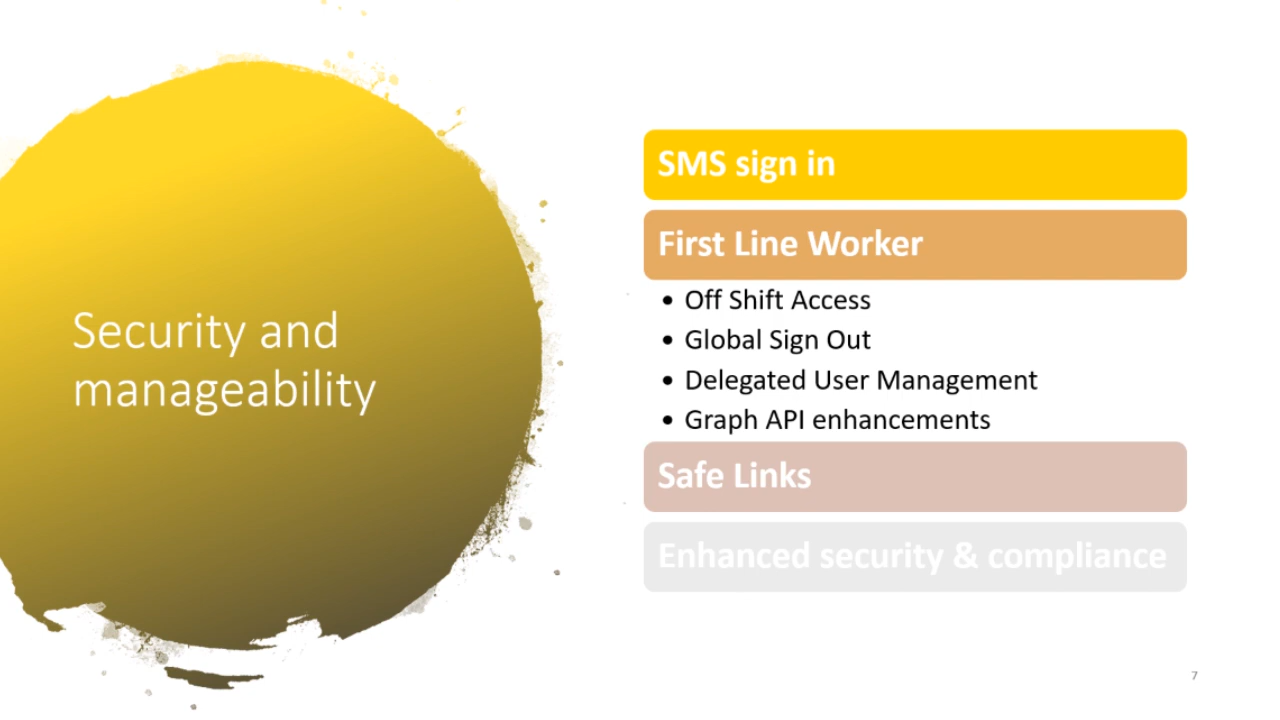 Security and
manageability
SMS sign in
First Line Worker
• Off Shift Access
• Global Sign Out
• Delegated User Management
• Graph API enhancements
Safe Links
Enhanced security & compliance
7